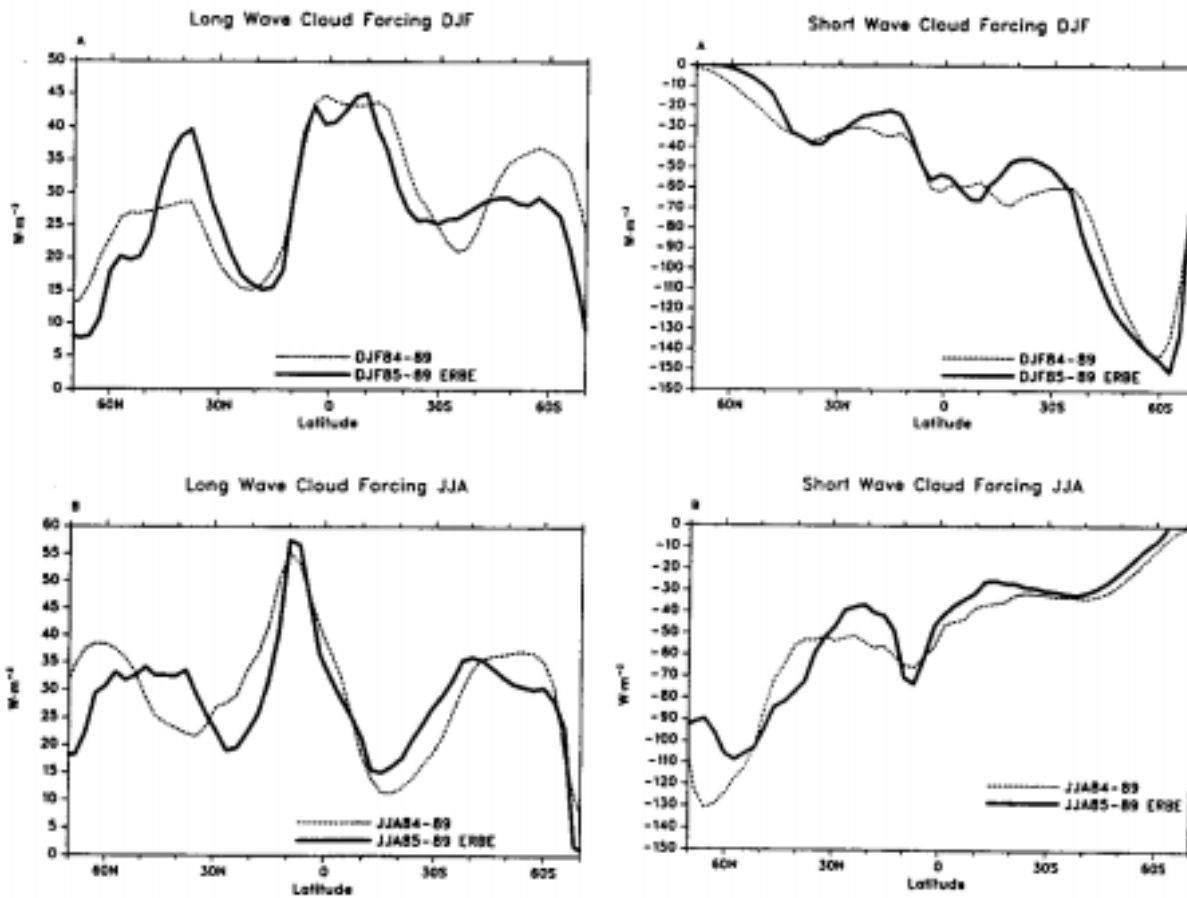 Long Wave Cloud Forcing DJF
A
50
45
40
35
30
25
20
15
10
5
0
W·m⁻²
DJF84-89
DJF85-89 ERBE
60N
30N
0
30S
60S
Latitude
Short Wave Cloud Forcing DJF
A
0
-10
-20
-30
-40
-50
-60
-70
-80
-90
-100
-110
-120
-130
-140
-150
-160
W·m⁻²
DJF84-89
DJF85-89 ERBE
60N
30N
0
30S
60S
Latitude
Long Wave Cloud Forcing JJA
B
60
55
50
45
40
35
30
25
20
15
10
5
0
W·m⁻²
JJA84-89
JJA85-89 ERBE
60N
30N
0
30S
60S
Latitude
Short Wave Cloud Forcing JJA
B
0
-10
-20
-30
-40
-50
-60
-70
-80
-90
-100
-110
-120
-130
-140
-150
W·m⁻²
JJA84-89
JJA85-89 ERBE
60N
30N
0
30S
60S
Latitude